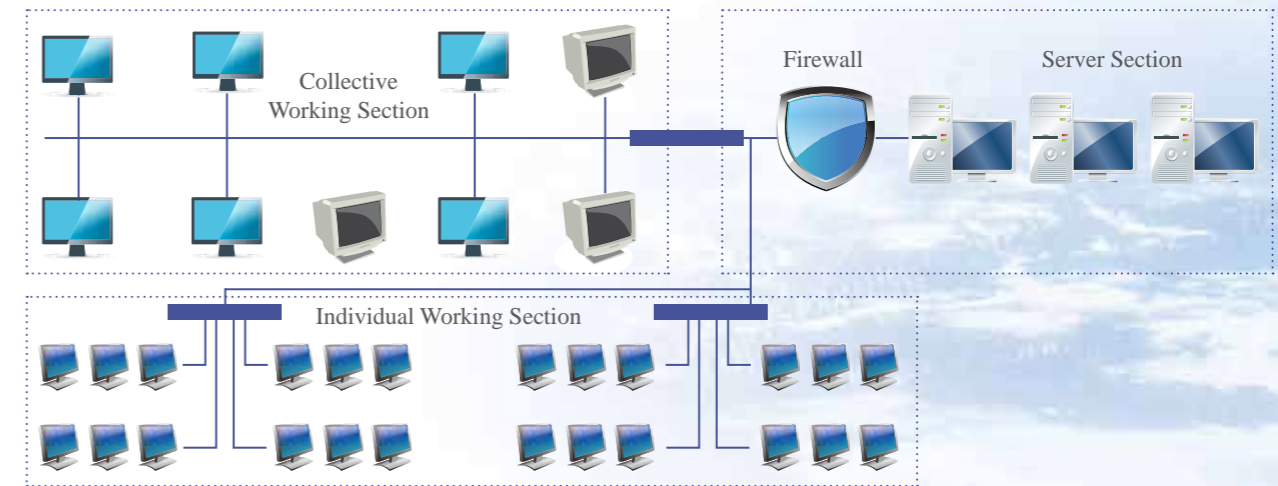 Collective
Working Section
Firewall
Server Section
Individual Working Section